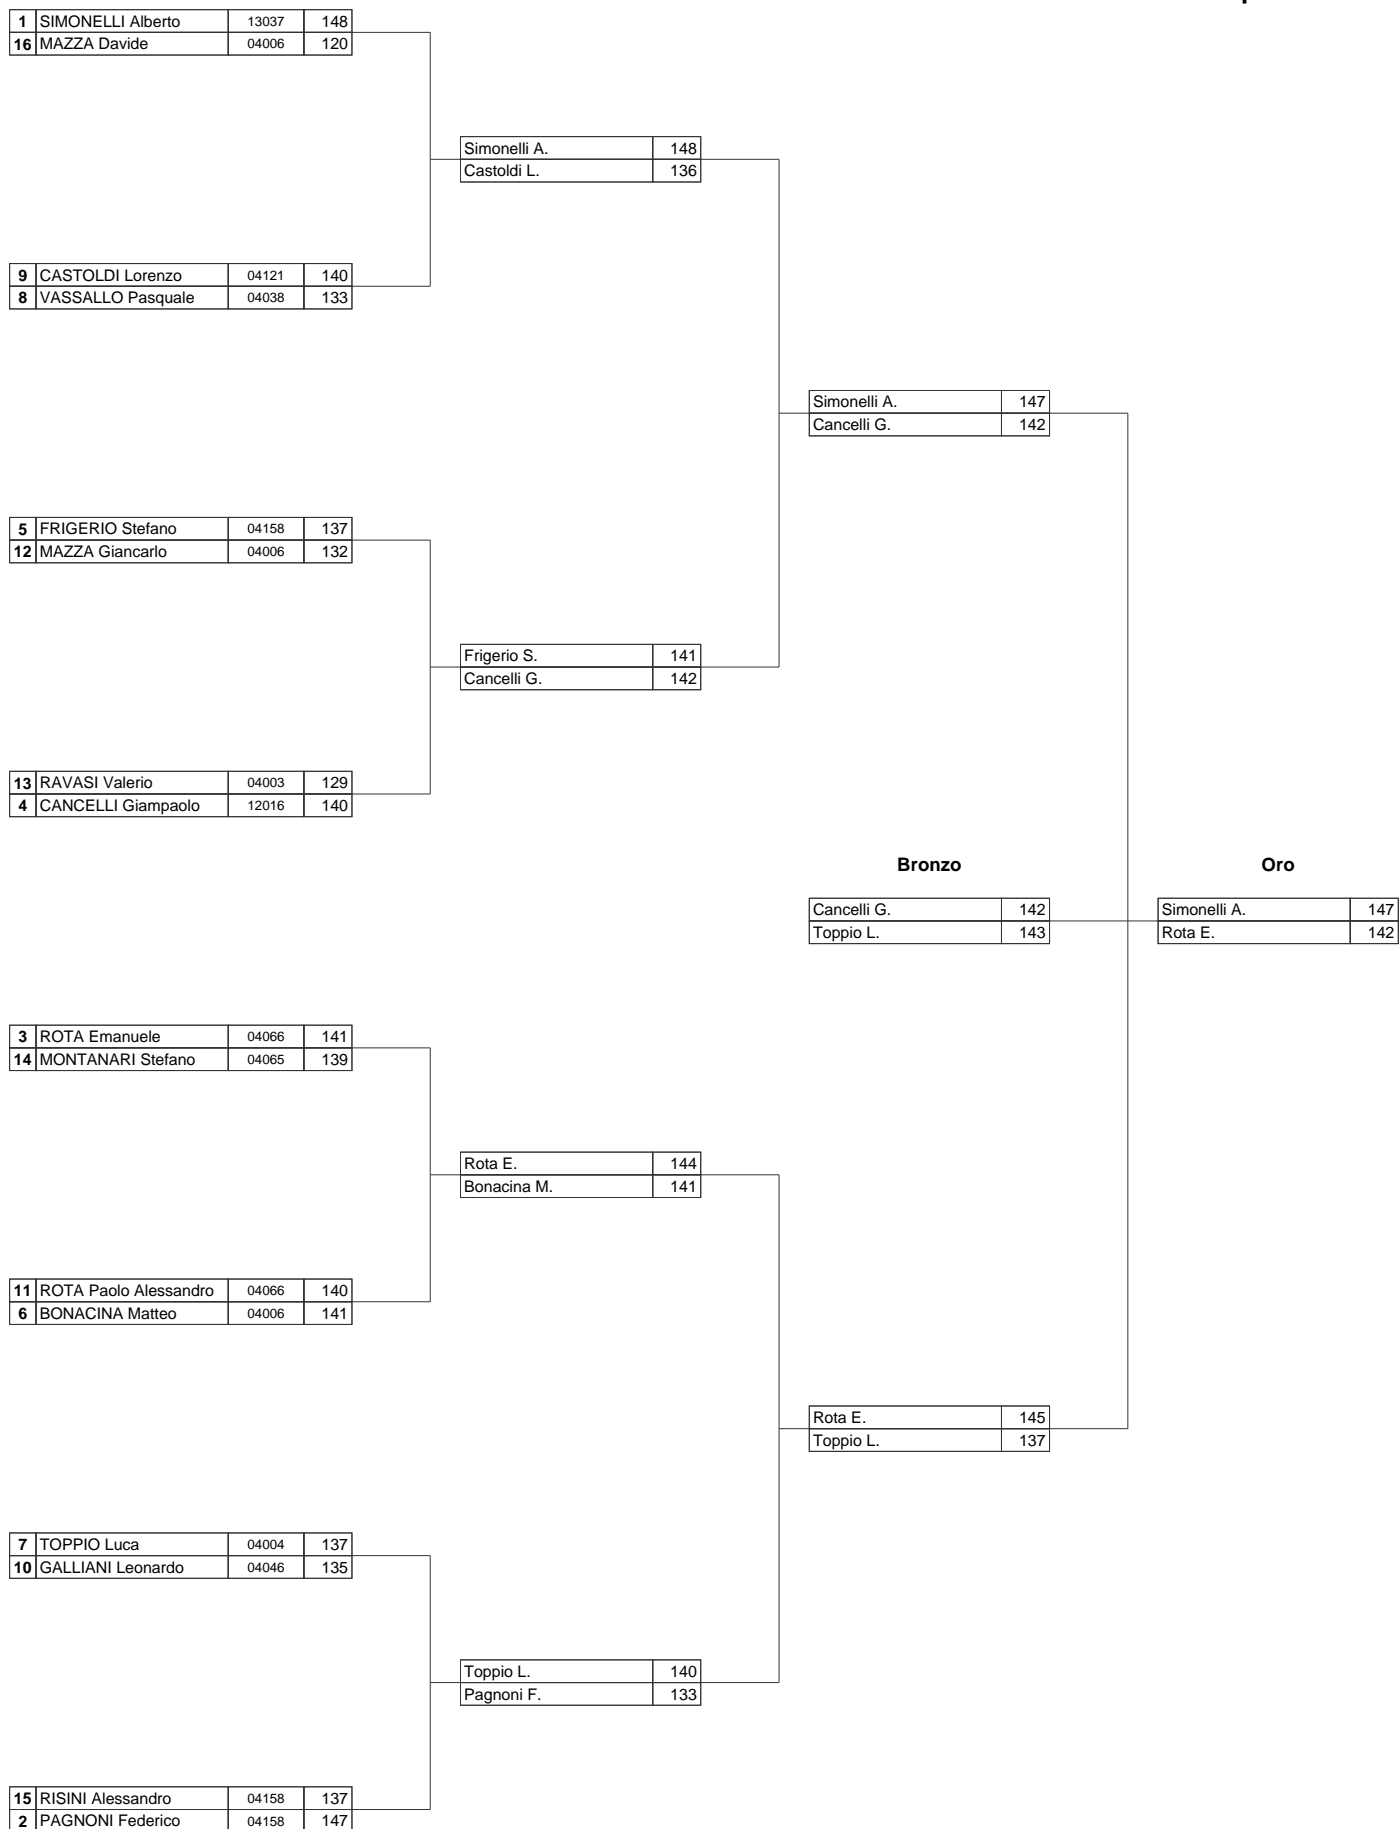 1 SIMONELLI Alberto 13037 148
16 MAZZA Davide 04006 120
Simonelli A. 148
Castoldi L. 136
9 CASTOLDI Lorenzo 04121 140
8 VASSALLO Pasquale 04038 133
Simonelli A. 147
Cancelli G. 142
5 FRIGERIO Stefano 04158 137
12 MAZZA Giancarlo 04006 132
Frigerio S. 141
Cancelli G. 142
13 RAVASI Valerio 04003 129
4 CANCELLI Giampaolo 12016 140
Bronzo Oro
Cancelli G. 142 Simonelli A. 147
Toppio L. 143 Rota E. 142
3 ROTA Emanuele 04066 141
14 MONTANARI Stefano 04065 139
Rota E. 144
Bonacina M. 141
11 ROTA Paolo Alessandro 04066 140
6 BONACINA Matteo 04006 141
Rota E. 145
Toppio L. 137
7 TOPPIO Luca 04004 137
10 GALLIANI Leonardo 04046 135
Toppio L. 140
Pagnoni F. 133
15 RISINI Alessandro 04158 137
2 PAGNONI Federico 04158 147